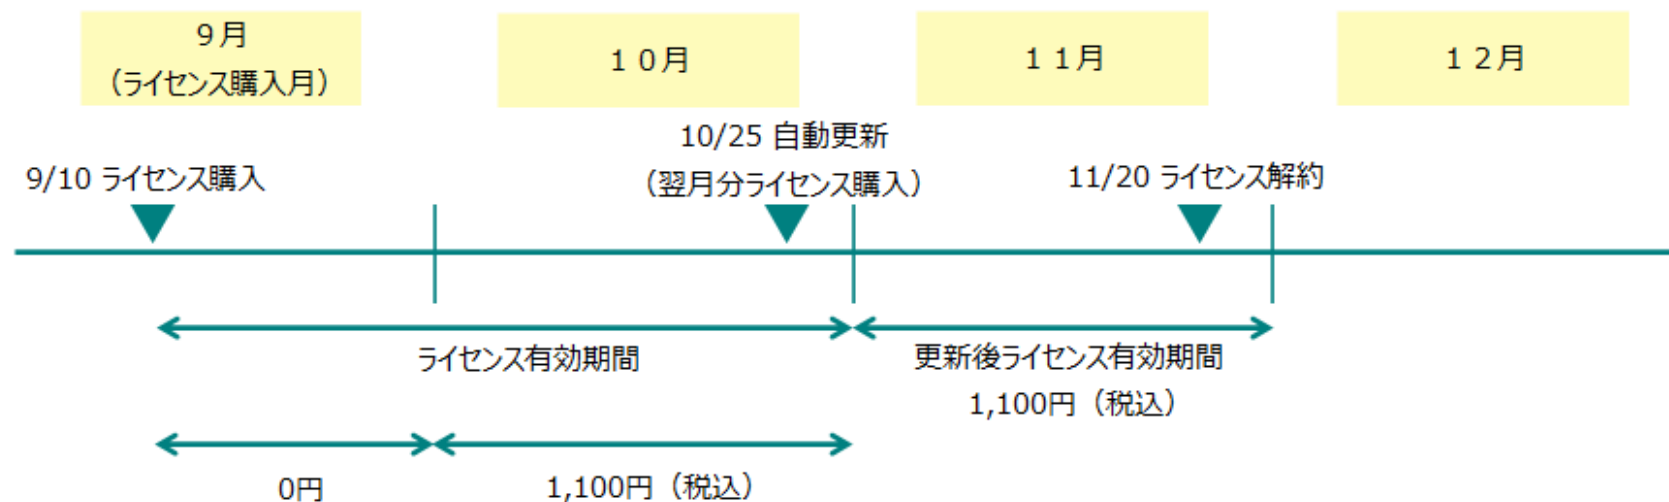 ９月
（ライセンス購入月）
１０月
１１月
１２月
9/10 ライセンス購入
10/25 自動更新
（翌月分ライセンス購入）
11/20 ライセンス解約
ライセンス有効期間
更新後ライセンス有効期間
1,100円（税込）
0円
1,100円（税込）